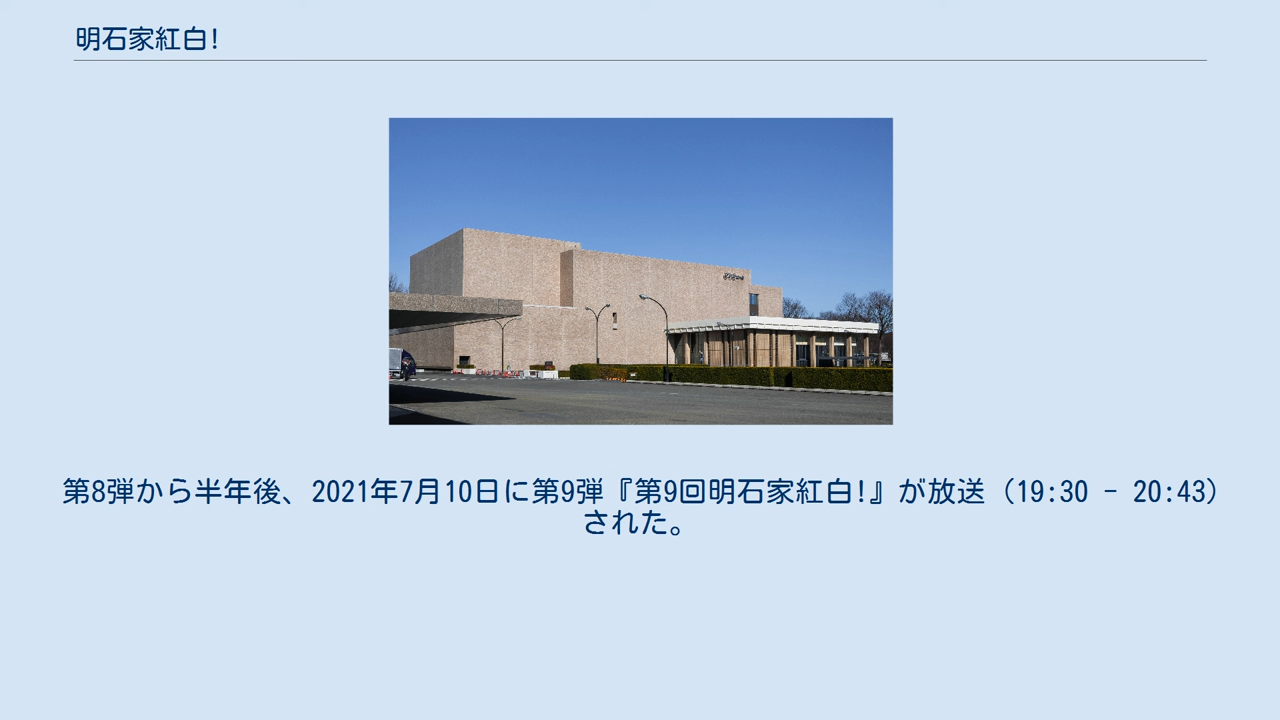 明石家紅白!
第8弾から半年後、2021年7月10日に第9弾『第9回明石家紅白!』が放送（19:30 - 20:43）
された。